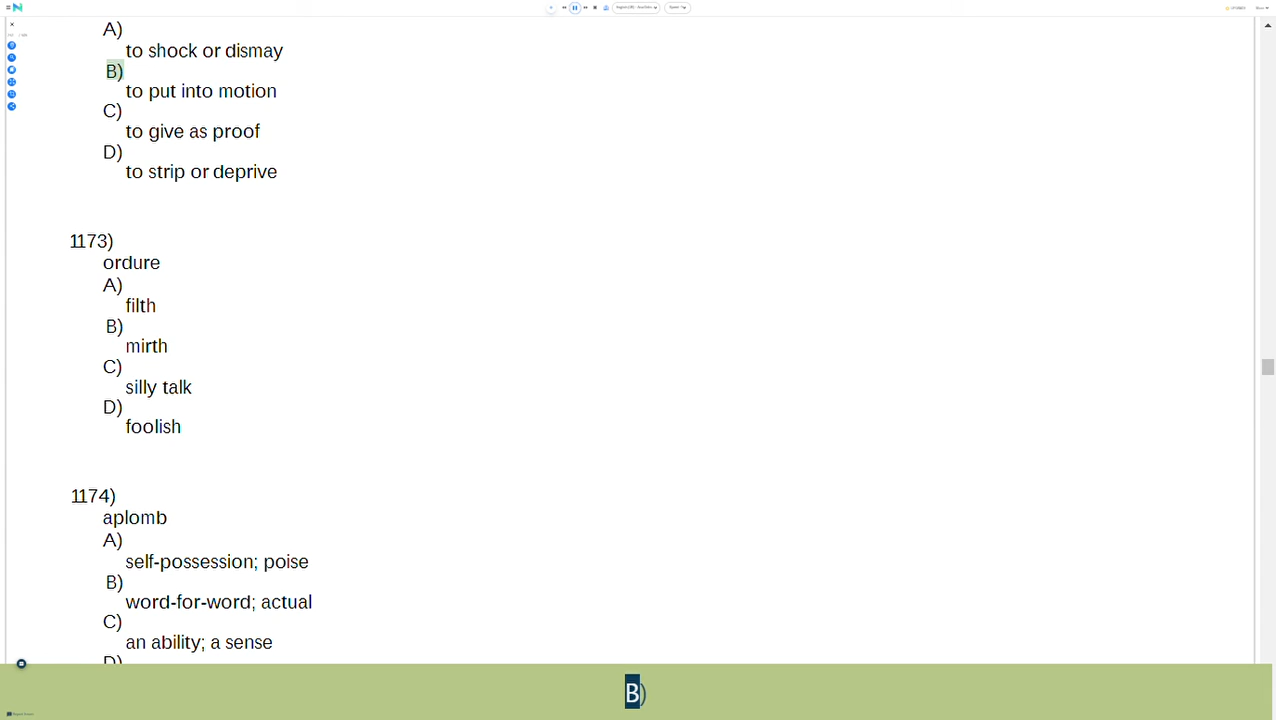 A)
to shock or dismay
B)
to put into motion
C)
to give as proof
D)
to strip or deprive
1173)
ordure
A)
filth
B)
mirth
C)
silly talk
D)
foolish
1174)
aplomb
A)
self-possession; poise
B)
word-for-word; actual
C)
an ability; a sense
D)
B)